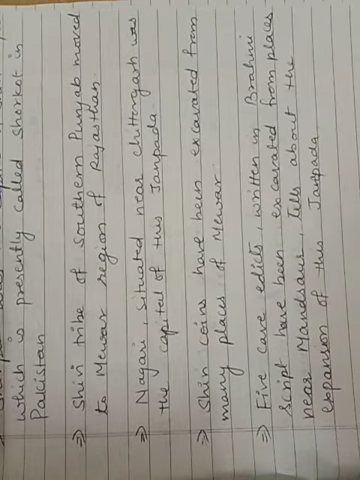 which is presently called Shorkot in
Pakistan
⇒ Shivi tribe of Southern Punjab moved
to Mewar region of Rajasthan.
⇒ Nagari, situated near chittorgarh was
the capital of this Janpada.
⇒ Shivi coins have been excavated from
many places of Mewar.
⇒ Five cave edicts, written in Brahmi
script have been excavated from places
near Mandsaur, Tells about the
expansion of this Janpada.